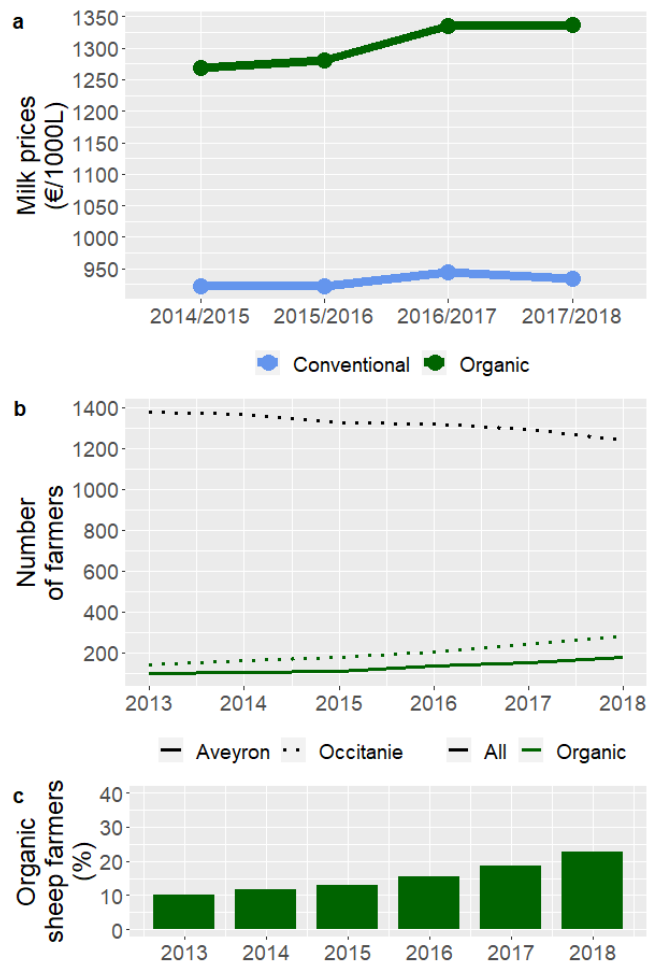 a
Milk prices
(€/1000L)
1350
1300
1250
1200
1150
1100
1050
1000
950
2014/2015 2015/2016 2016/2017 2017/2018
Conventional Organic
b
Number
of farmers
1400
1200
1000
800
600
400
200
2013 2014 2015 2016 2017 2018
Aveyron Occitanie All Organic
c
Organic
sheep farmers
(%)
40
30
20
10
0
2013 2014 2015 2016 2017 2018